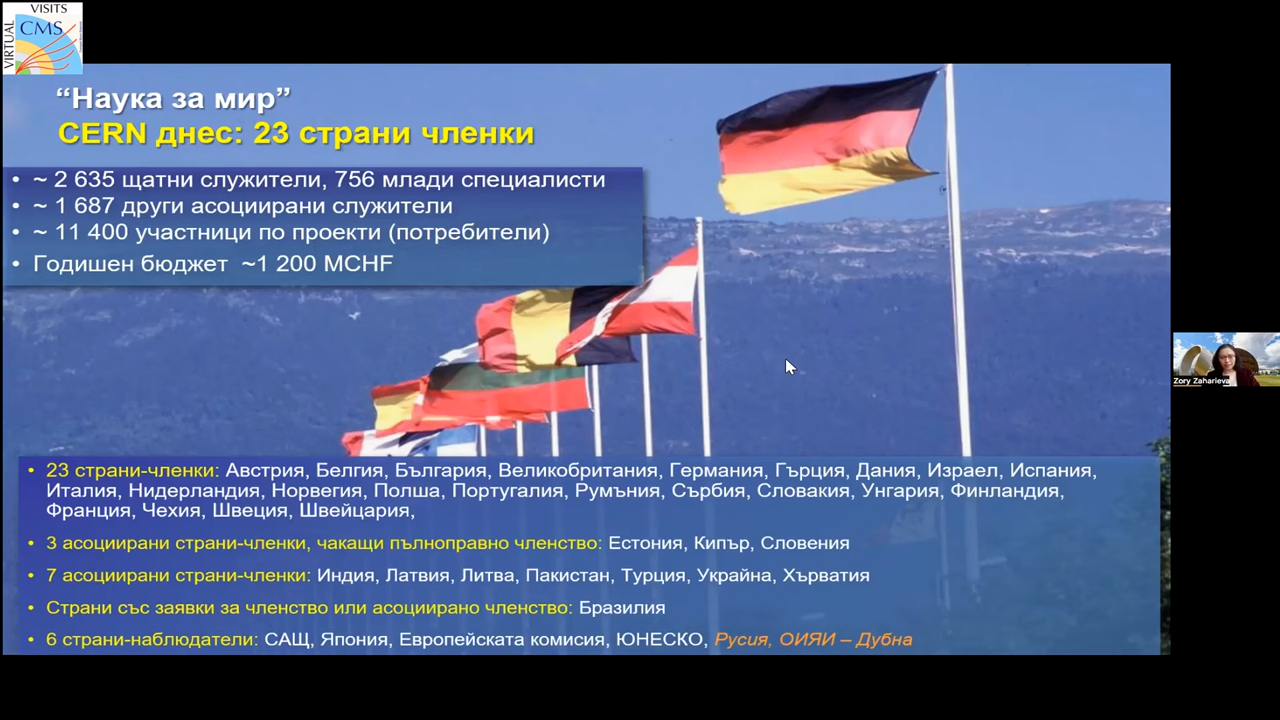 VISITS
CMS
VIRTUAL
“Наука за мир”
CERN днес: 23 страни членки
• ~ 2 635 щатни служители, 756 млади специалисти
• ~ 1 687 други асоциирани служители
• ~ 11 400 участници по проекти (потребители)
• Годишен бюджет ~1 200 MCHF
Zory Zaharieva
• 23 страни-членки: Австрия, Белгия, България, Великобритания, Германия, Гърция, Дания, Израел, Испания,
Италия, Нидерландия, Норвегия, Полша, Португалия, Румъния, Сърбия, Словакия, Унгария, Финландия,
Франция, Чехия, Швеция, Швейцария,
• 3 асоциирани страни-членки, чакащи пълноправно членство: Естония, Кипър, Словения
• 7 асоциирани страни-членки: Индия, Латвия, Литва, Пакистан, Турция, Украйна, Хърватия
• Страни със заявки за членство или асоциирано членство: Бразилия
• 6 страни-наблюдатели: САЩ, Япония, Европейската комисия, ЮНЕСКО, Русия, ОИЯИ – Дубна